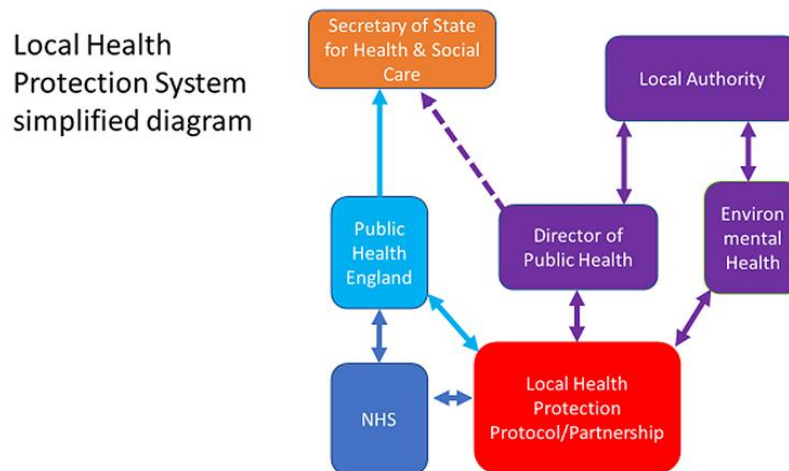 Local Health
Protection System
simplified diagram
Secretary of State
for Health & Social
Care
Local Authority
Public
Health
England
Director of
Public Health
Environ
mental
Health
NHS
Local Health
Protection
Protocol/Partnership